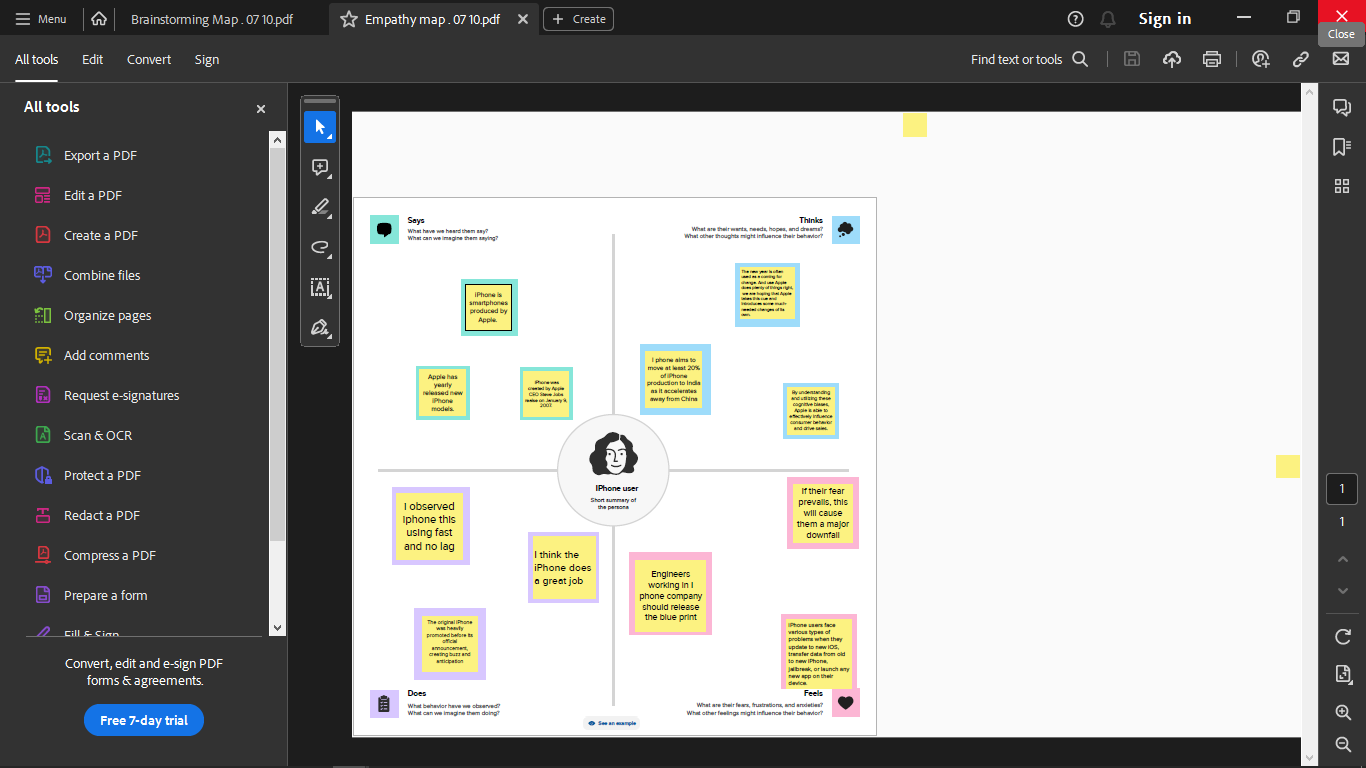 Menu
Brainstorming Map . 07 10.pdf
Empathy map . 07 10.pdf
Create
Sign in
Close
All tools
Edit
Convert
Sign
Find text or tools
All tools
Export a PDF
Edit a PDF
Create a PDF
Combine files
Organize pages
Add comments
Request e-signatures
Scan & OCR
Protect a PDF
Redact a PDF
Compress a PDF
Prepare a form
Fill & Sign
Convert, edit and e-sign PDF
forms & agreements.
Free 7-day trial
Says
What have we heard them say?
What can we imagine them saying?
Thinks
What are their wants, needs, hopes, and dreams?
What other thoughts might influence their behavior?
iPhone is
smartphones
produced by
Apple.
The new year is often
used as a coming for
change. And use Apple
does plenty of things right,
we are hoping that Apple
takes this cue and
introduces some much-
needed changes of its
own.
Apple has
yearly
released new
iPhone
models.
iPhone was
created by Apple
CEO Steve Jobs
on January 9,
2007.
I phone aims to
move at least 20%
of iPhone
production to India
as it accelerates
away from China
By understanding
and utilizing these
cognitive biases,
Apple is able to
effectively influence
consumer behavior
and drive sales.
IPhone user
Short summary of
the persona
I observed
iphone this
using fast
and no lag
I think the
iPhone does
a great job
The original iPhone
was heavily
promoted before its
official
announcement,
creating buzz and
anticipation
If their fear
prevails, this
will cause
them a major
downfall
Engineers
working in I
phone company
should release
the blue print
iPhone users face
various types of
problems when they
update to new iOS,
transfer data from old
to new iPhone,
jailbreak, or launch any
new app on their
device.
Does
What behavior have we observed?
What can we imagine them doing?
Feels
What are their fears, frustrations, and anxieties?
What other feelings might influence their behavior?
See an example
1
1